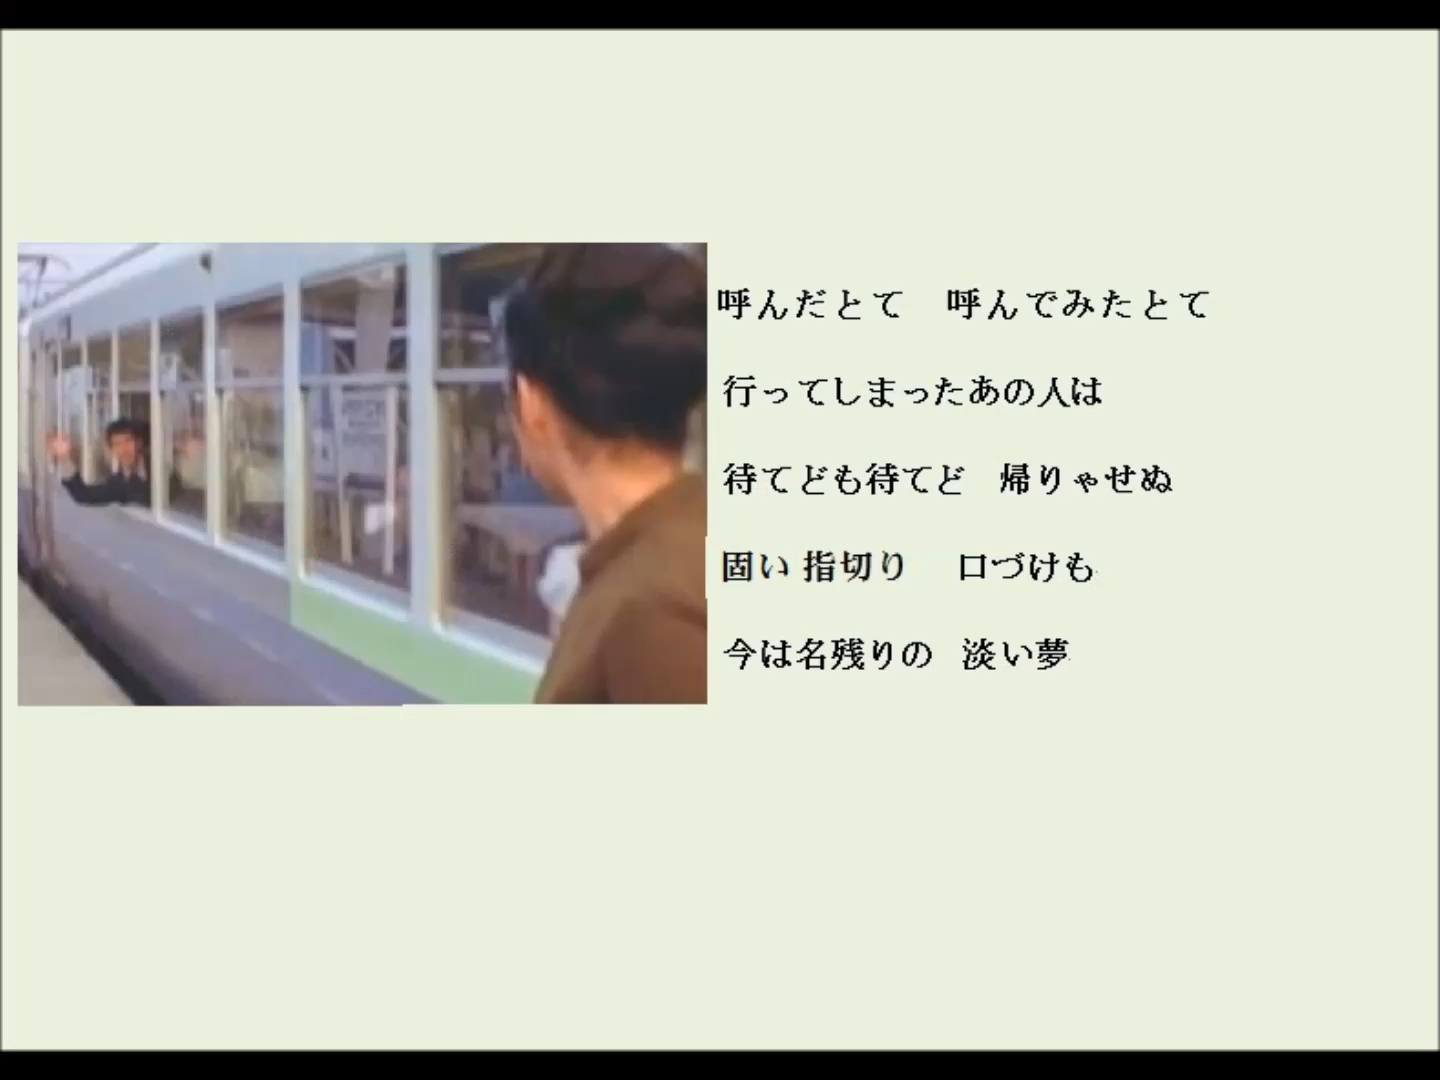 呼んだとて　呼んでみたとて
行ってしまったあの人は
待てども待てど　帰りゃせぬ
固い 指切り　口づけも
今は名残りの　淡い夢